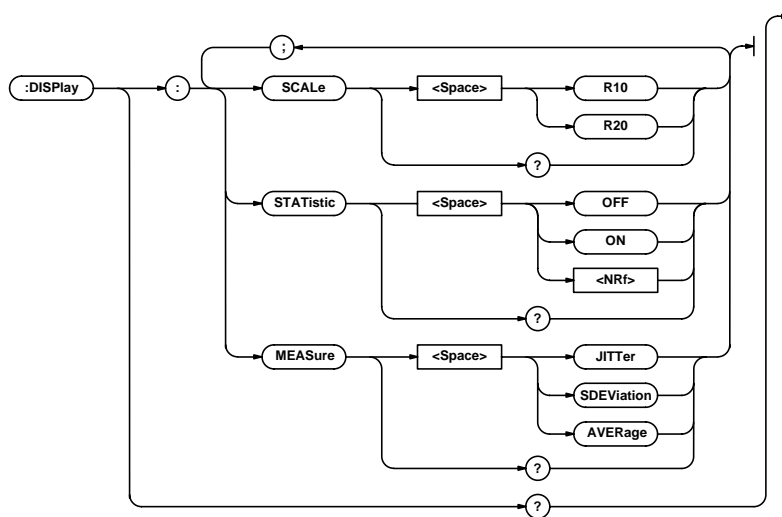 ;
:DISPlay : SCALe <Space> R10
R20
?
STATistic <Space> OFF
ON
<NRf>
?
MEASure <Space> JITTer
SDEViation
AVERage
?
?